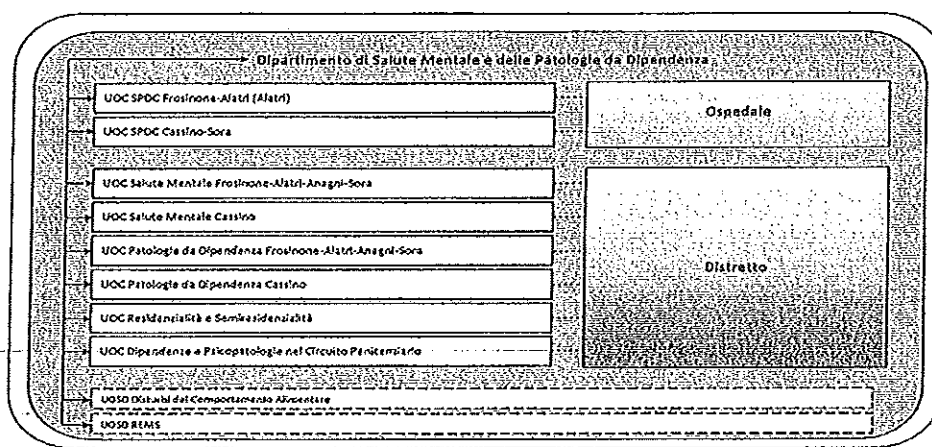 Dipartimento di Salute Mentale e delle Patologie da Dipendenza
UOC SPDC Frosinone-Alatri (Alatri)
UOC SPDC Cassino-Sora
Ospedale
UOC Salute Mentale Frosinone-Alatri-Anagni-Sora
UOC Salute Mentale Cassino
UOC Patologie da Dipendenza Frosinone-Alatri-Anagni-Sora
UOC Patologie da Dipendenza Cassino
UOC Residenzialità e Semiresidenzialità
UOC Dipendenze e Psicopatologie nel Circuito Penitenziario
Distretto
UOSD Disturbi del Comportamento Alimentare
UOSD REMS